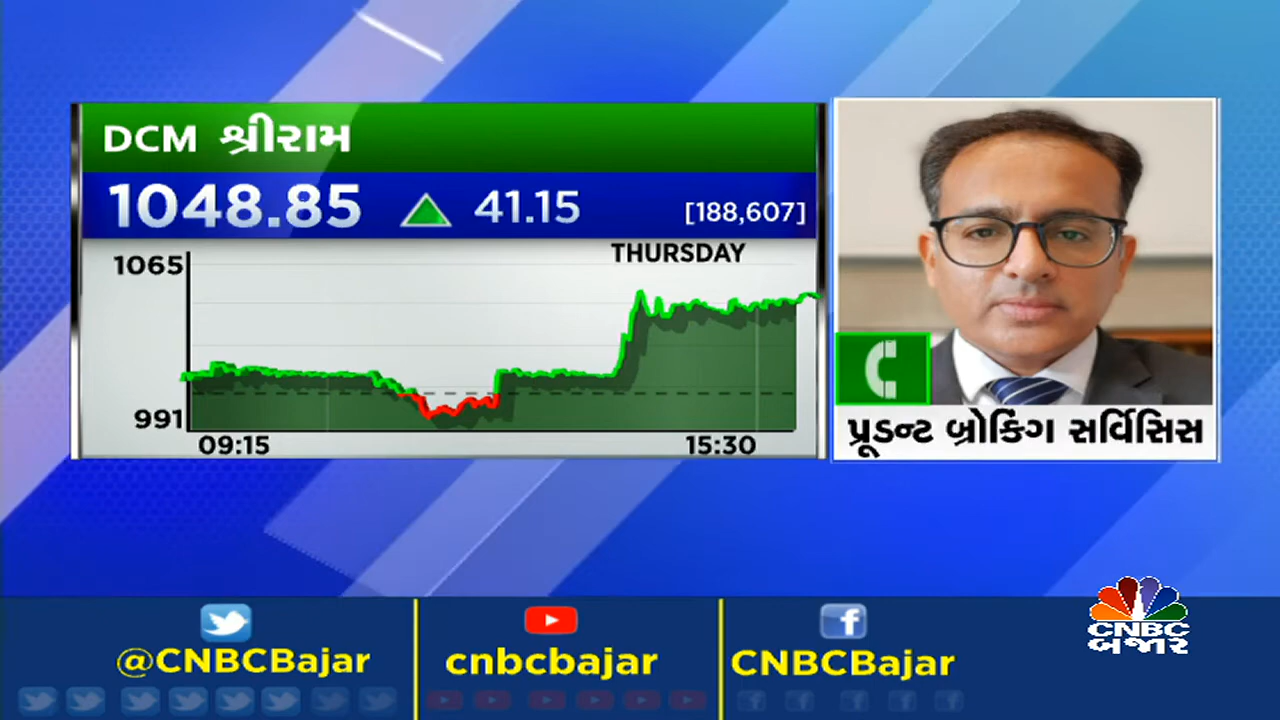 DCM શ્રીરામ
1048.85 ▲ 41.15 [188,607]
THURSDAY
1065
991
09:15 15:30
પ્રૂડન્ટ બ્રોકિંગ સર્વિસિસ
@CNBCBajar cnbcbajar CNBCBajar
CNBC
બજાર